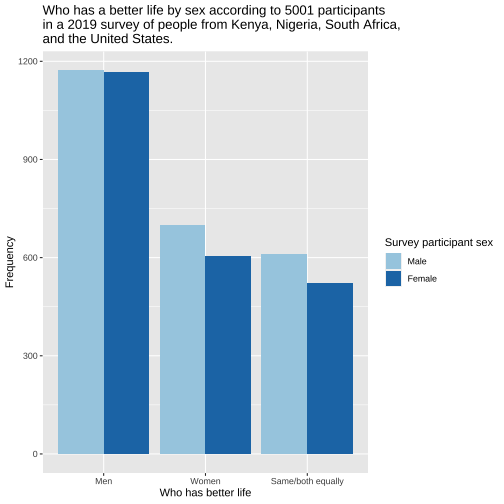 Who has a better life by sex according to 5001 participants
in a 2019 survey of people from Kenya, Nigeria, South Africa,
and the United States.
1200
900
600
300
0
Frequency
Men Women Same/both equally
Who has better life
Survey participant sex
Male
Female